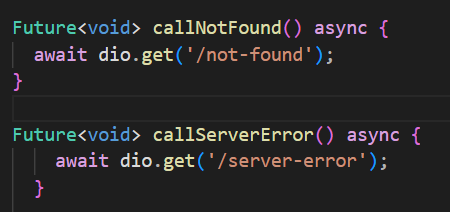 Future<void> callNotFound() async {
  await dio.get('/not-found');
}
Future<void> callServerError() async {
    await dio.get('/server-error');
  }